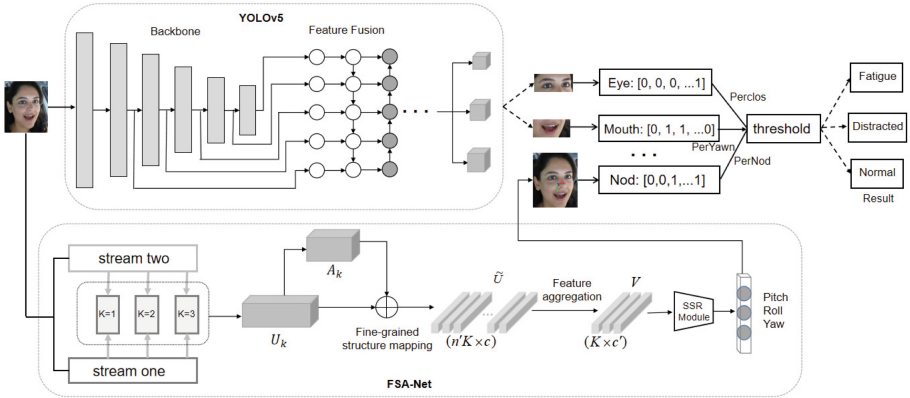 YOLOv5
Backbone
Feature Fusion
. . .
Eye: [0, 0, 0, ...1]
Mouth: [0, 1, 1, ...0]
. . .
Nod: [0,0,1,...1]
Perclos
PerYawn
PerNod
threshold
Fatigue
Distracted
Normal
Result
stream two
K=1
K=2
K=3
stream one
A_k
U_k
Fine-grained
structure mapping
Ũ
...
(n'K×c)
Feature
aggregation
V
(K×c')
SSR
Module
Pitch
Roll
Yaw
FSA-Net